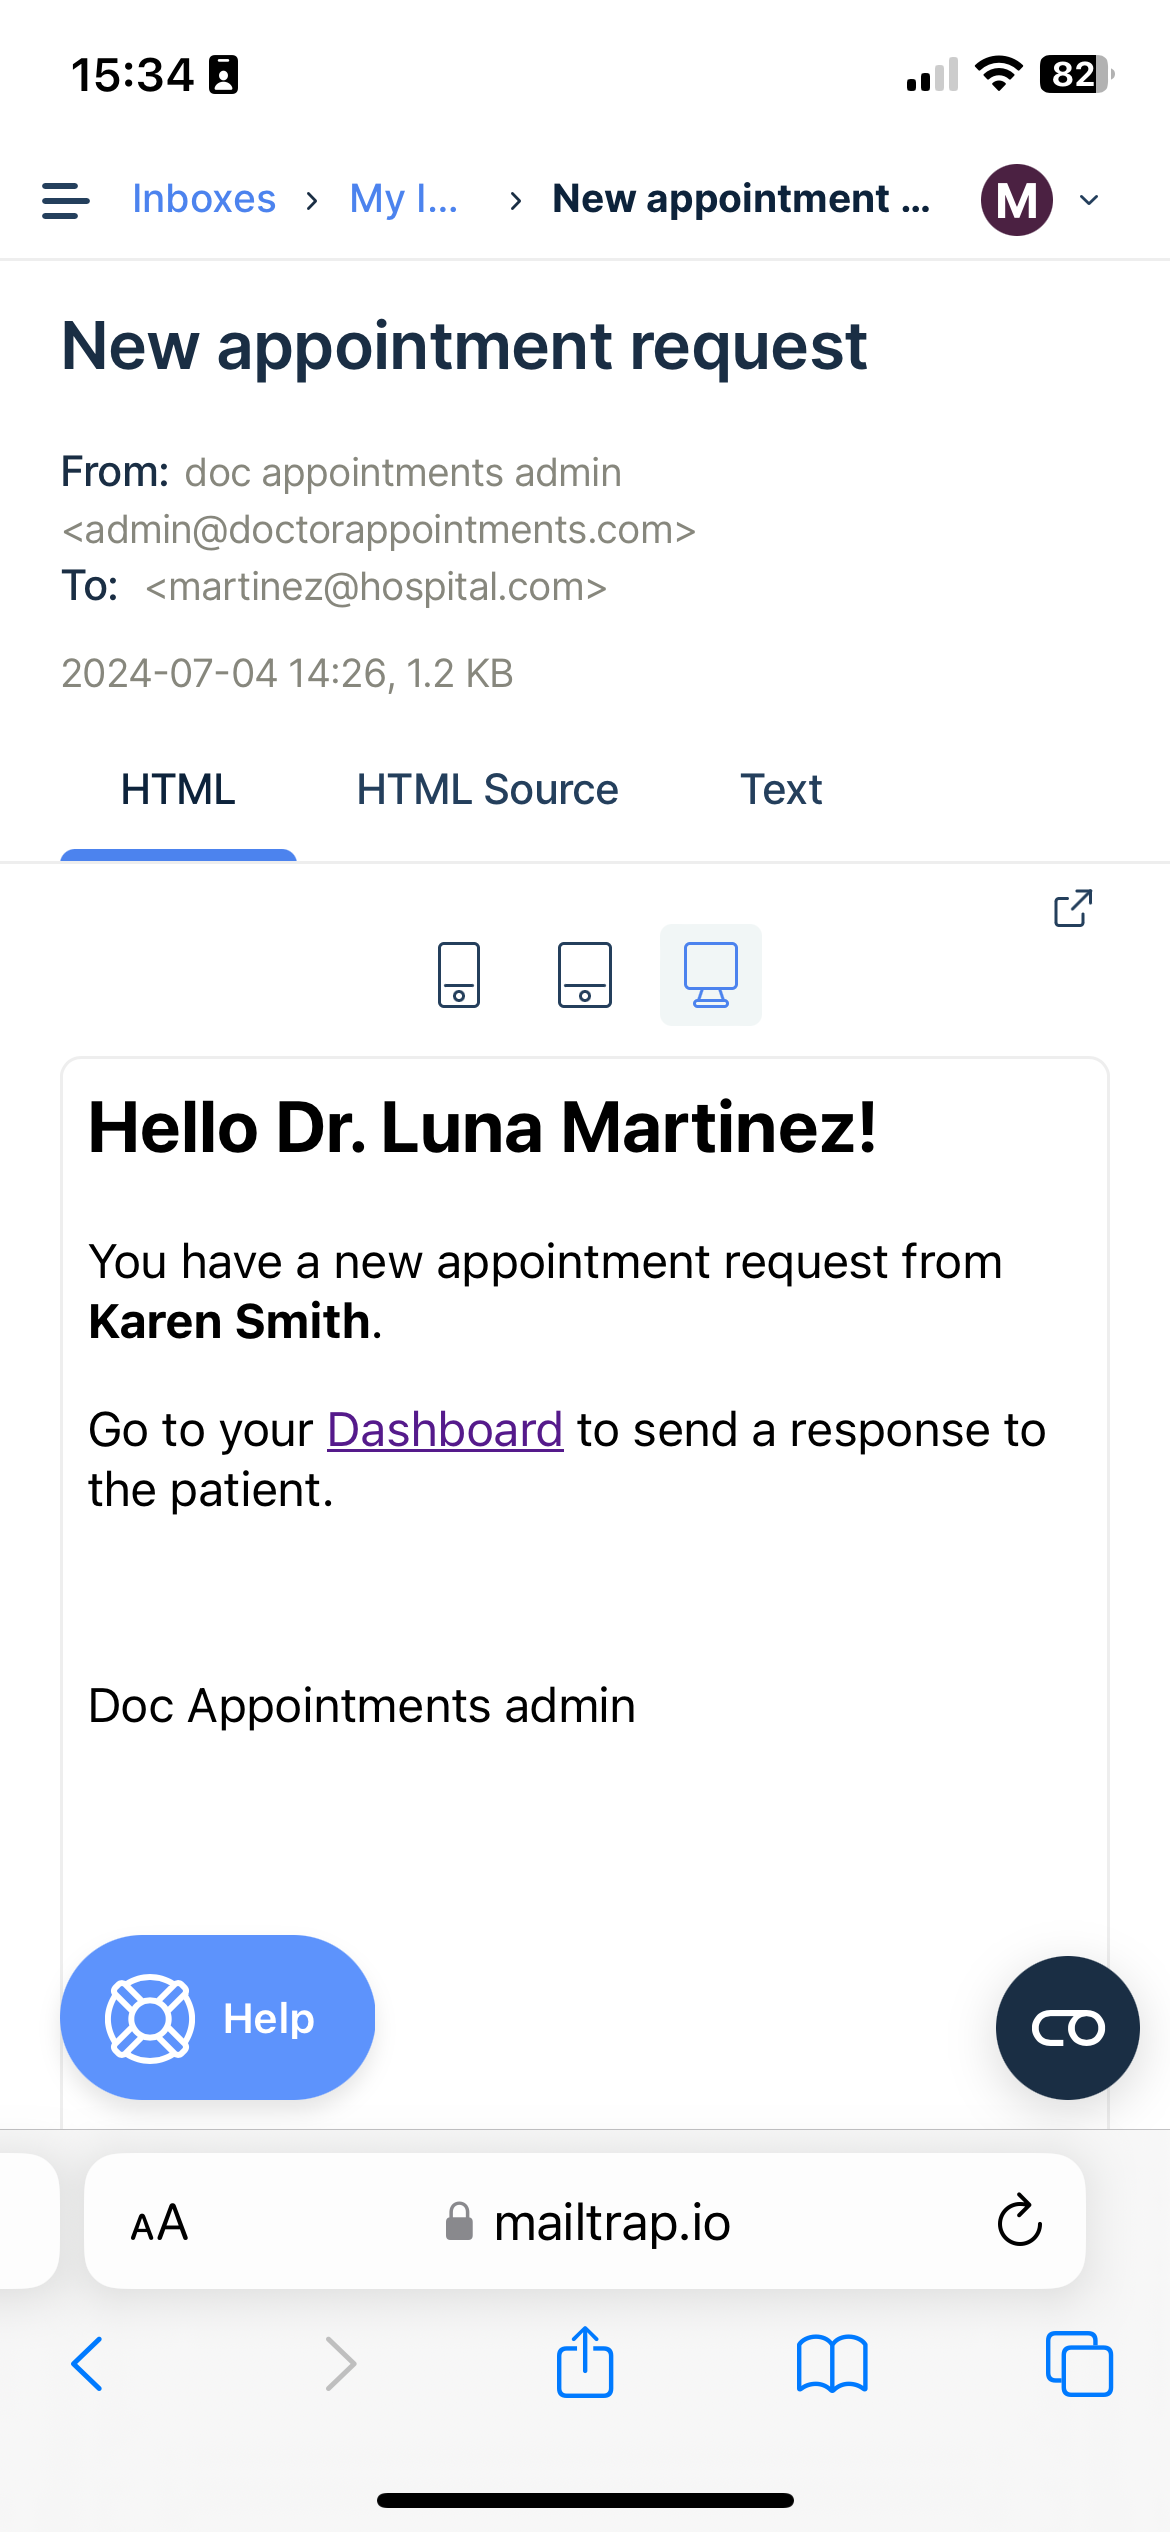 15:34
82
Inboxes > My I... > New appointment ... M
New appointment request
From: doc appointments admin
<admin@doctorappointments.com>
To: <martinez@hospital.com>
2024-07-04 14:26, 1.2 KB
HTML HTML Source Text
Hello Dr. Luna Martinez!
You have a new appointment request from
Karen Smith.
Go to your Dashboard to send a response to
the patient.
Doc Appointments admin
Help
AA mailtrap.io